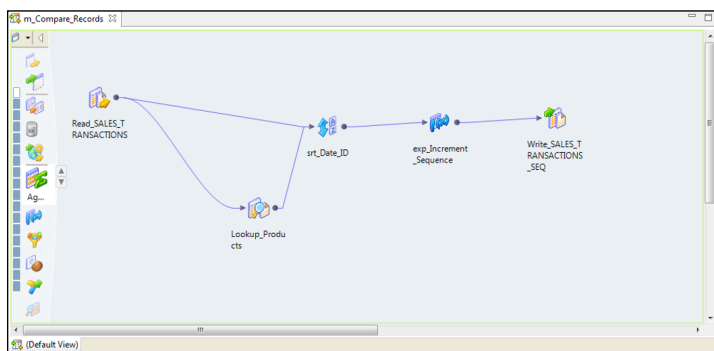 m_Compare_Records
Read_SALES_T
RANSACTIONS
srt_Date_ID
exp_Increment
_Sequence
Write_SALES_T
RANSACTIONS
_SEQ
Ag...
Lookup_Produ
cts
(Default View)